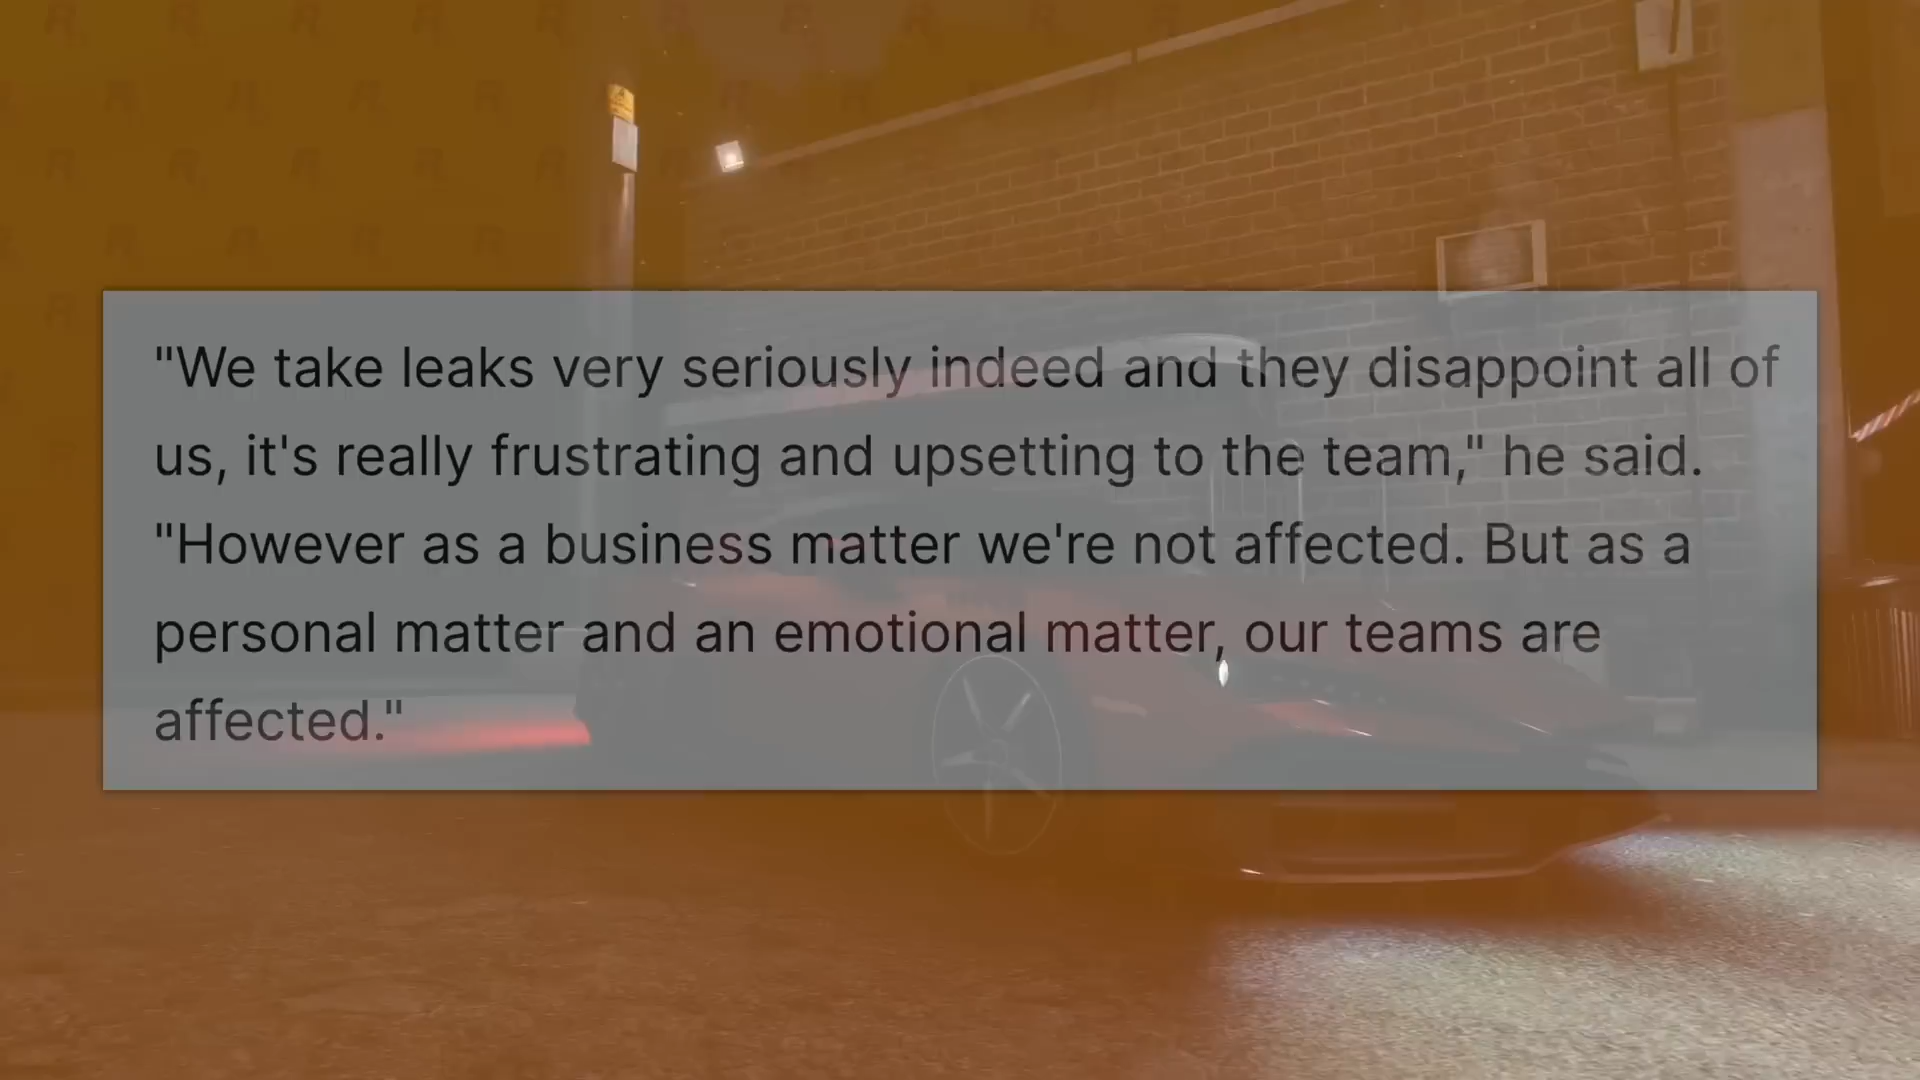 "We take leaks very seriously indeed and they disappoint all of
us, it's really frustrating and upsetting to the team," he said.
"However as a business matter we're not affected. But as a
personal matter and an emotional matter, our teams are
affected."